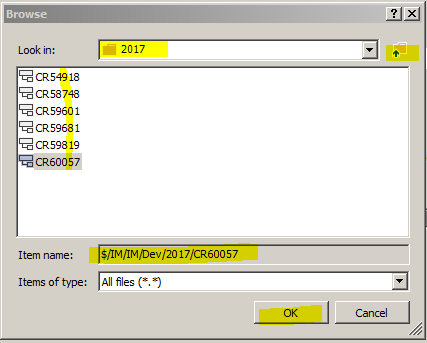 Browse
Look in: 2017
CR54918
CR58748
CR59601
CR59681
CR59819
CR60057
Item name: $/IM/IM/Dev/2017/CR60057
Items of type: All files (*.*)
OK Cancel